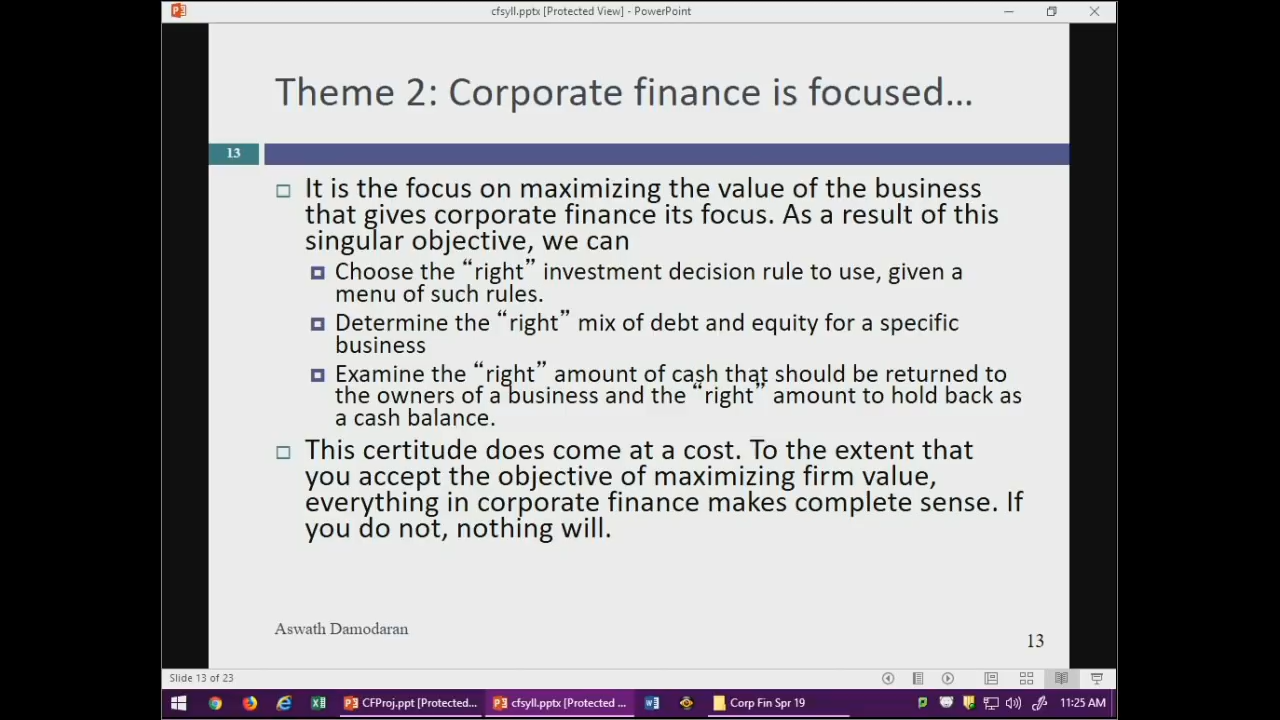 cfsyll.pptx [Protected View] - PowerPoint
Theme 2: Corporate finance is focused…
13
It is the focus on maximizing the value of the business
that gives corporate finance its focus. As a result of this
singular objective, we can
Choose the “right” investment decision rule to use, given a
menu of such rules.
Determine the “right” mix of debt and equity for a specific
business
Examine the “right” amount of cash that should be returned to
the owners of a business and the “right” amount to hold back as
a cash balance.
This certitude does come at a cost. To the extent that
you accept the objective of maximizing firm value,
everything in corporate finance makes complete sense. If
you do not, nothing will.
Aswath Damodaran
13
Slide 13 of 23
CFProj.ppt [Protected...
cfsyll.pptx [Protected ...
Corp Fin Spr 19
11:25 AM